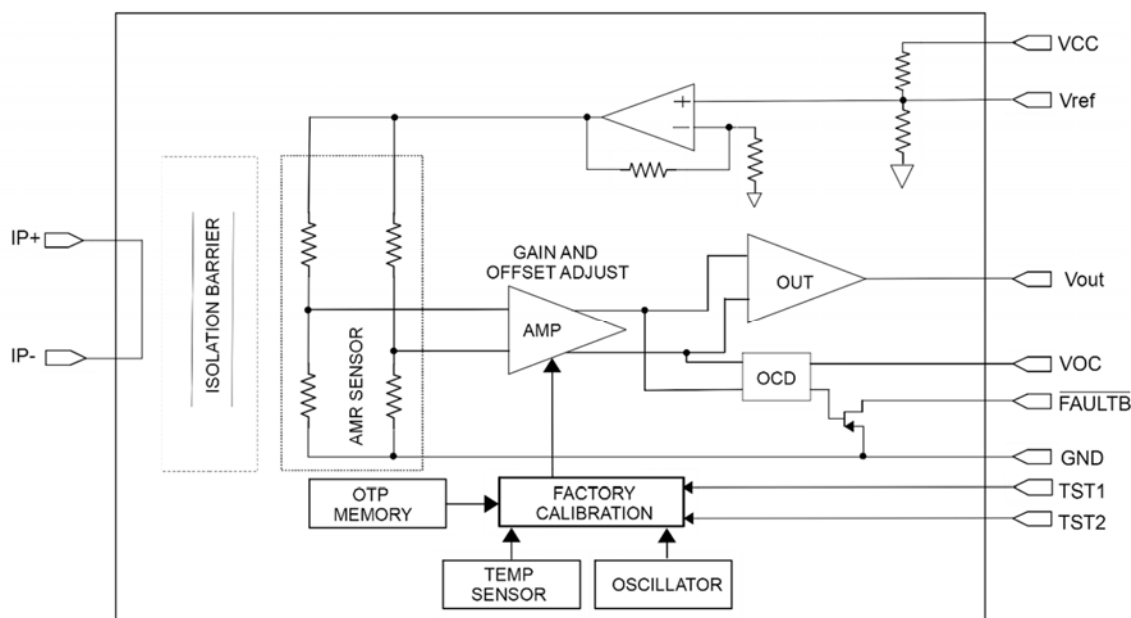 VCC
Vref
+
−
IP+
IP-
ISOLATION BARRIER
AMR SENSOR
GAIN AND
OFFSET ADJUST
AMP
OUT
Vout
OCD
VOC
FAULTB
GND
OTP
MEMORY
FACTORY
CALIBRATION
TST1
TST2
TEMP
SENSOR
OSCILLATOR